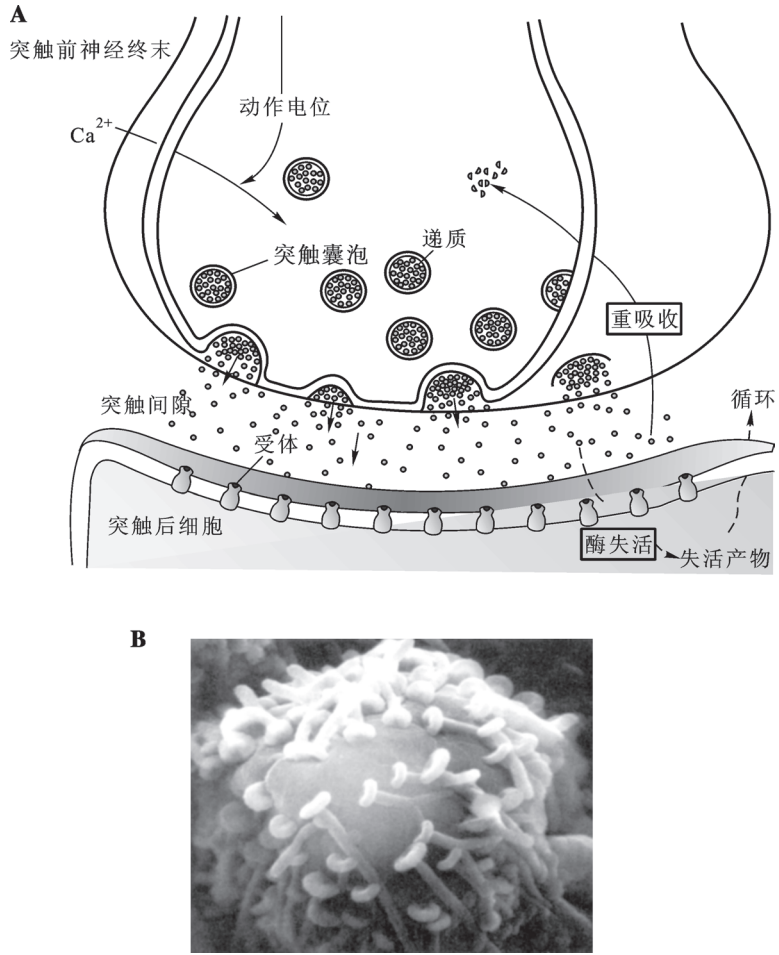 A
突触前神经终末
动作电位
Ca²⁺
突触囊泡
递质
重吸收
突触间隙
循环
受体
突触后细胞
酶失活
失活产物
B